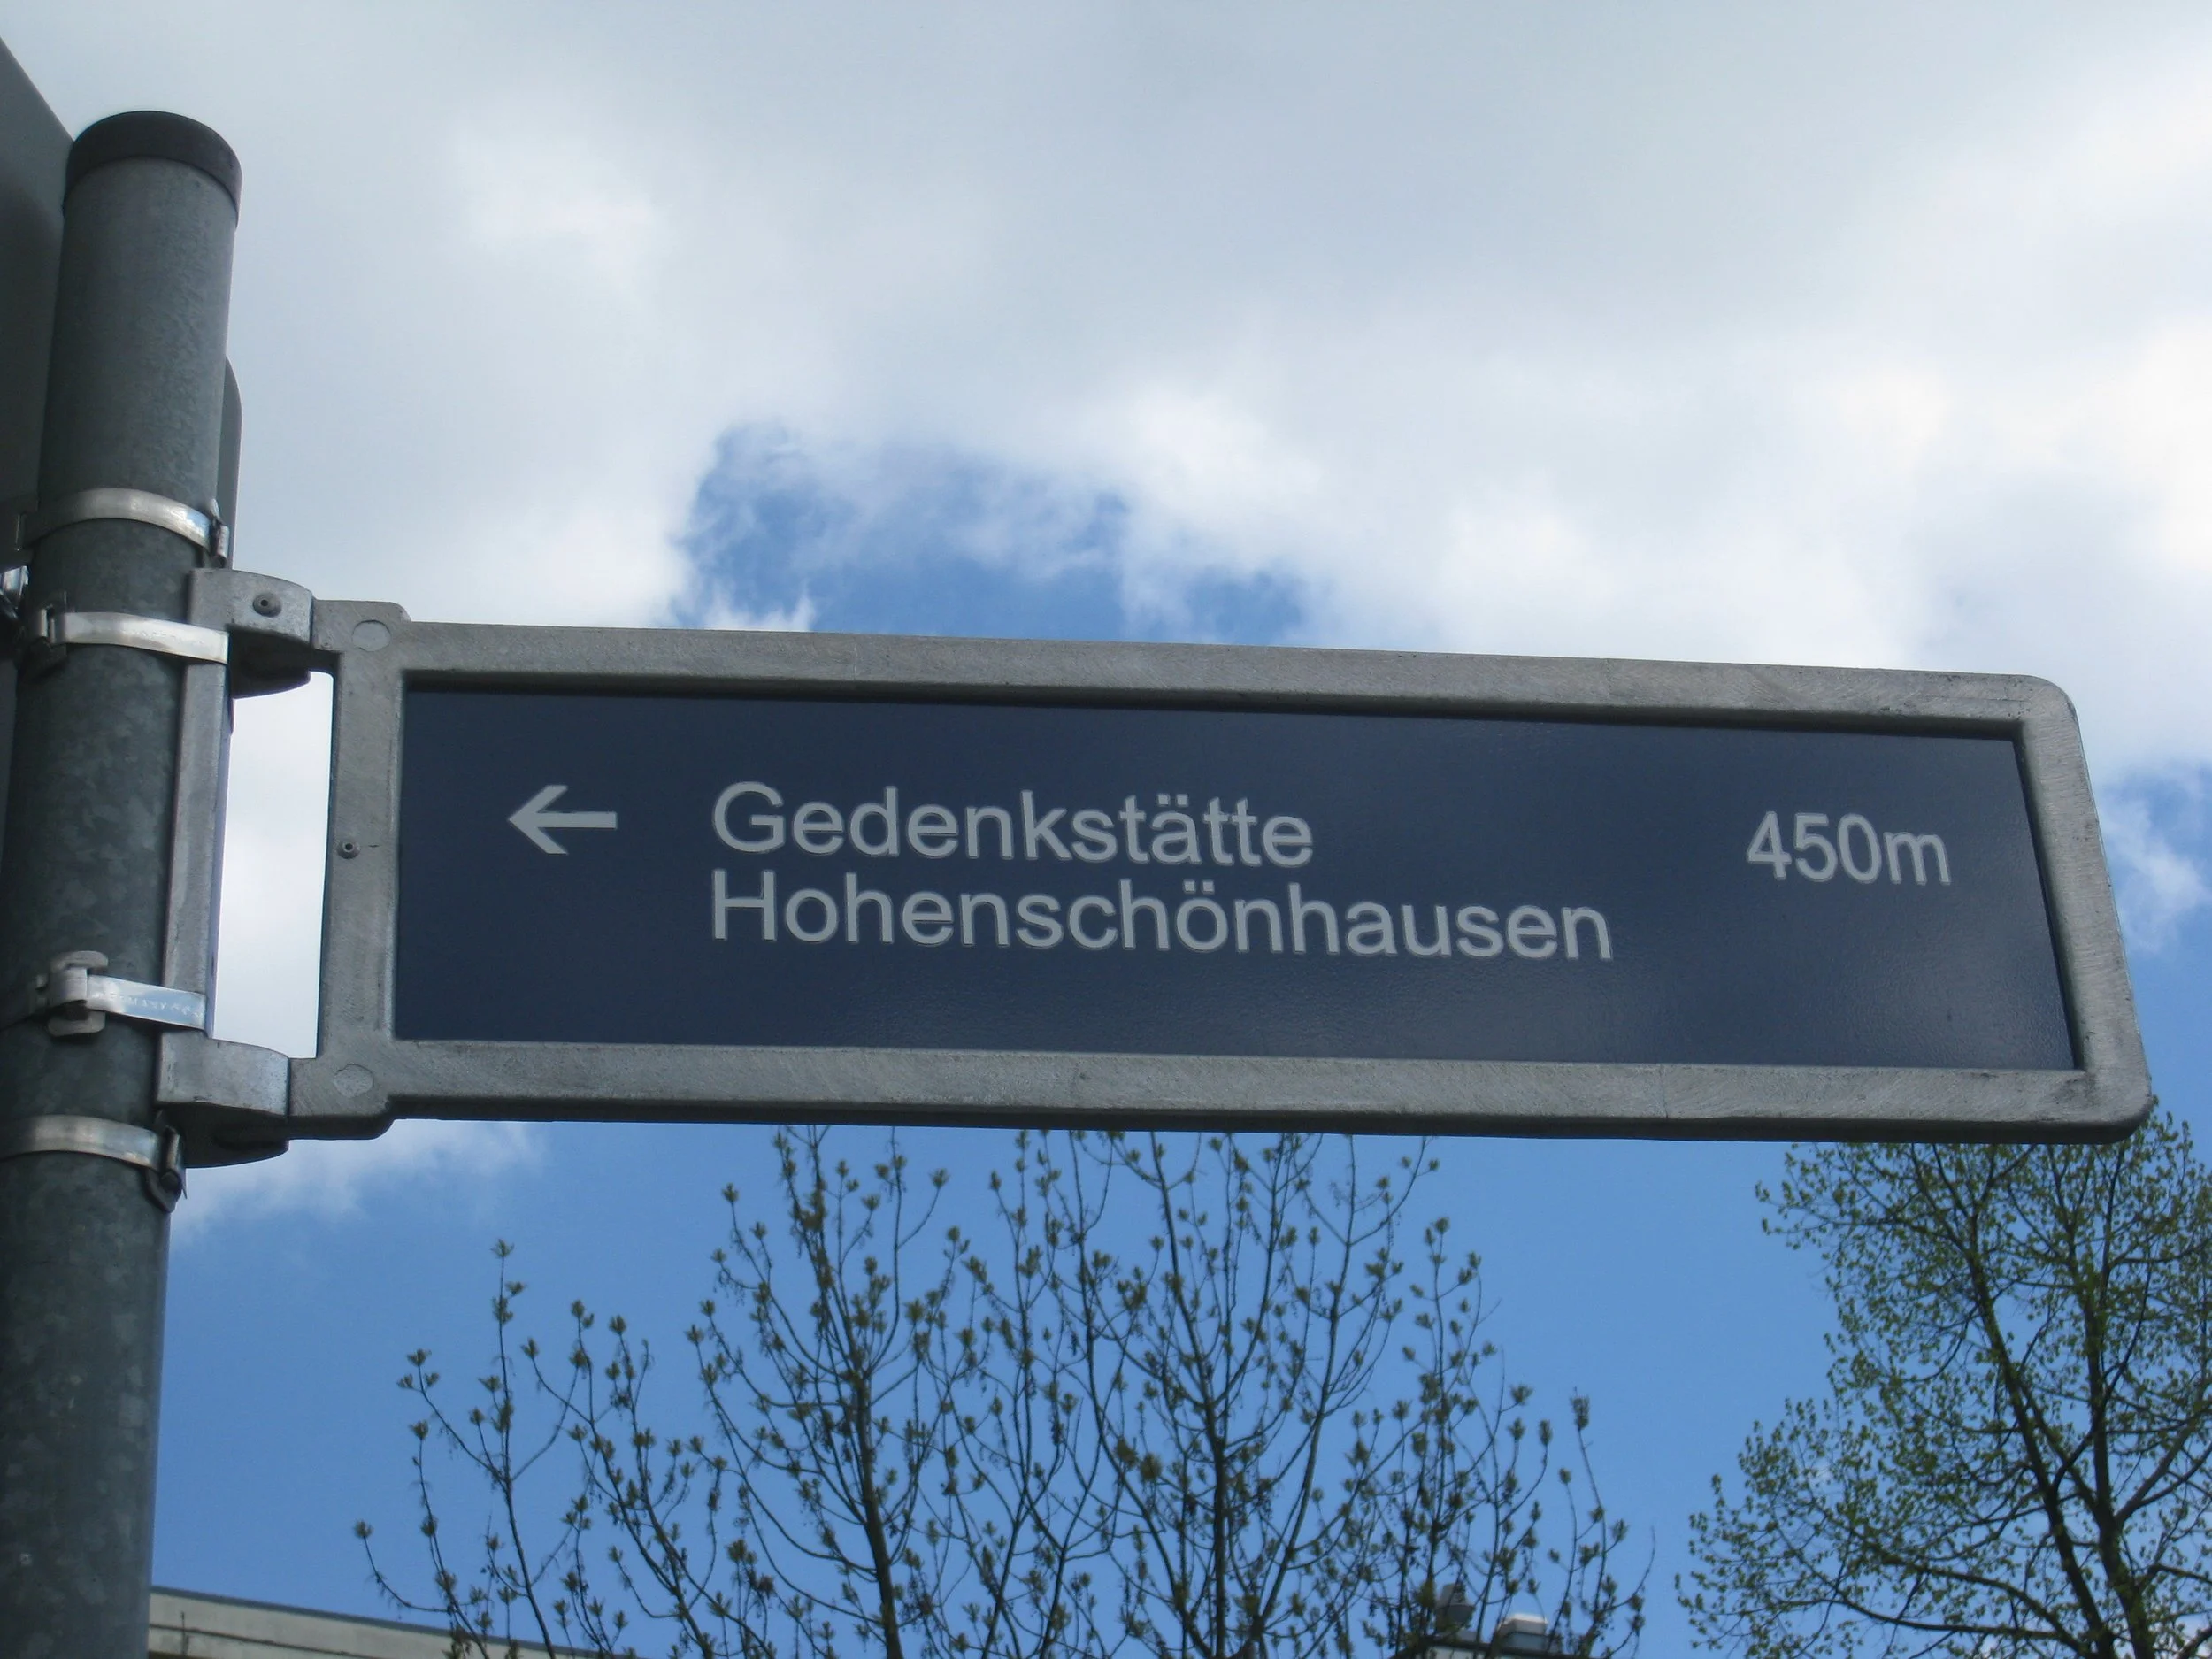 ← Gedenkstätte 450m
Hohenschönhausen